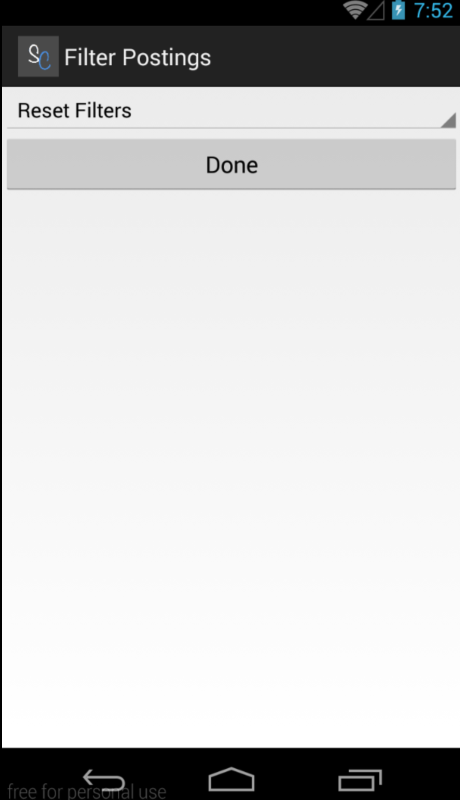 7:52
SC Filter Postings
Reset Filters
Done
free for personal use